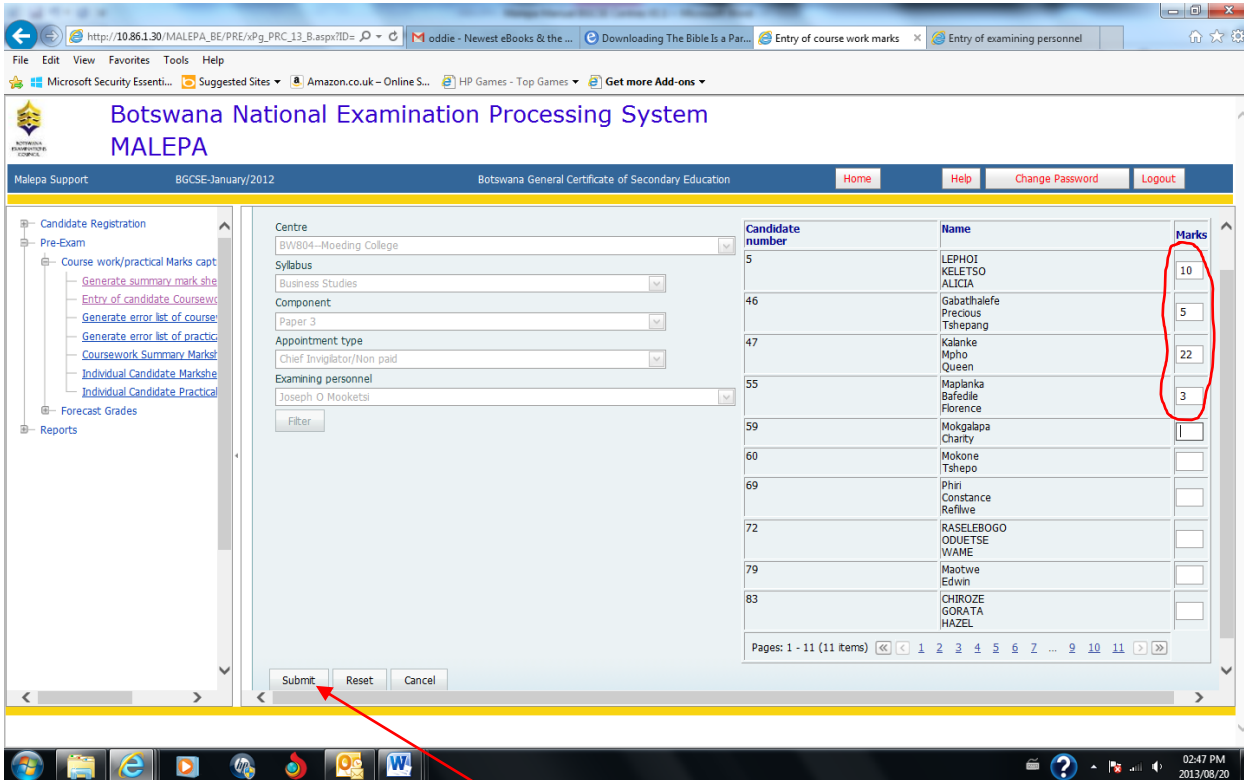 http://10.86.1.30/MALEPA_BE/PRE/xPg_PRC_13_B.aspx?ID=
oddie - Newest eBooks & the ...
Downloading The Bible Is a Par...
Entry of course work marks
Entry of examining personnel
File Edit View Favorites Tools Help
Microsoft Security Essenti...
Suggested Sites
Amazon.co.uk – Online S...
HP Games - Top Games
Get more Add-ons
Botswana National Examination Processing System
MALEPA
Malepa Support
BGCSE-January/2012
Botswana General Certificate of Secondary Education
Home
Help
Change Password
Logout
Candidate Registration
Pre-Exam
Course work/practical Marks capt
Generate summary mark she
Entry of candidate Coursewo
Generate error list of course
Generate error list of practic
Coursework Summary Marksh
Individual Candidate Markshe
Individual Candidate Practical
Forecast Grades
Reports
Centre
BW804--Moeding College
Syllabus
Business Studies
Component
Paper 3
Appointment type
Chief Invigilator/Non paid
Examining personnel
Joseph O Mooketsi
Filter
Candidate number
Name
Marks
5
LEPHOI
KELETSO
ALICIA
10
46
Gabatlhalefe
Precious
Tshepang
5
47
Kalanke
Mpho
Queen
22
55
Maplanka
Bafedile
Florence
3
59
Mokgalapa
Charity
60
Mokone
Tshepo
69
Phiri
Constance
Refilwe
72
RASELEBOGO
ODUETSE
WAME
79
Maotwe
Edwin
83
CHIROZE
GORATA
HAZEL
Pages: 1 - 11 (11 items) 1 2 3 4 5 6 7 ... 9 10 11
Submit
Reset
Cancel
02:47 PM
2013/08/20